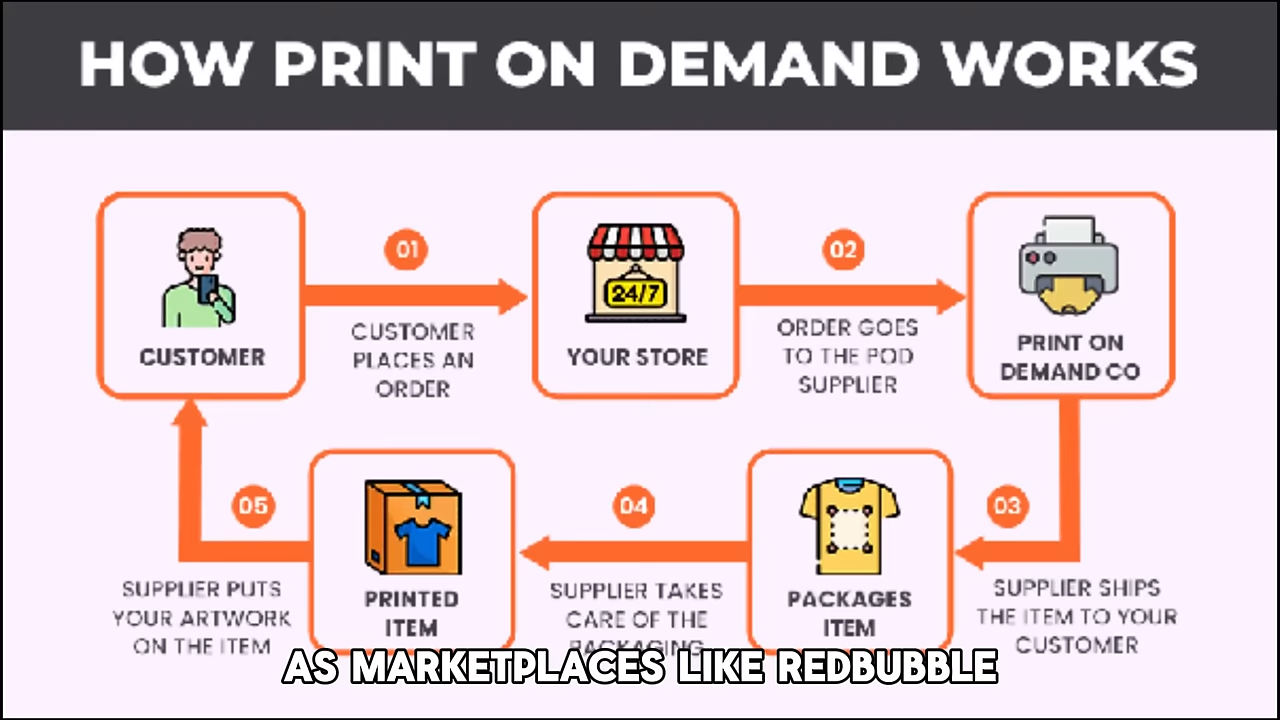 HOW PRINT ON DEMAND WORKS
01
CUSTOMER
PLACES AN
ORDER
02
ORDER GOES
TO THE POD
SUPPLIER
24/7
CUSTOMER
YOUR STORE
PRINT ON
DEMAND CO
05
SUPPLIER PUTS
YOUR ARTWORK
ON THE ITEM
PRINTED
ITEM
04
SUPPLIER TAKES
CARE OF THE
PACKAGING
PACKAGES
ITEM
03
SUPPLIER SHIPS
THE ITEM TO YOUR
CUSTOMER
AS MARKETPLACES LIKE REDBUBBLE